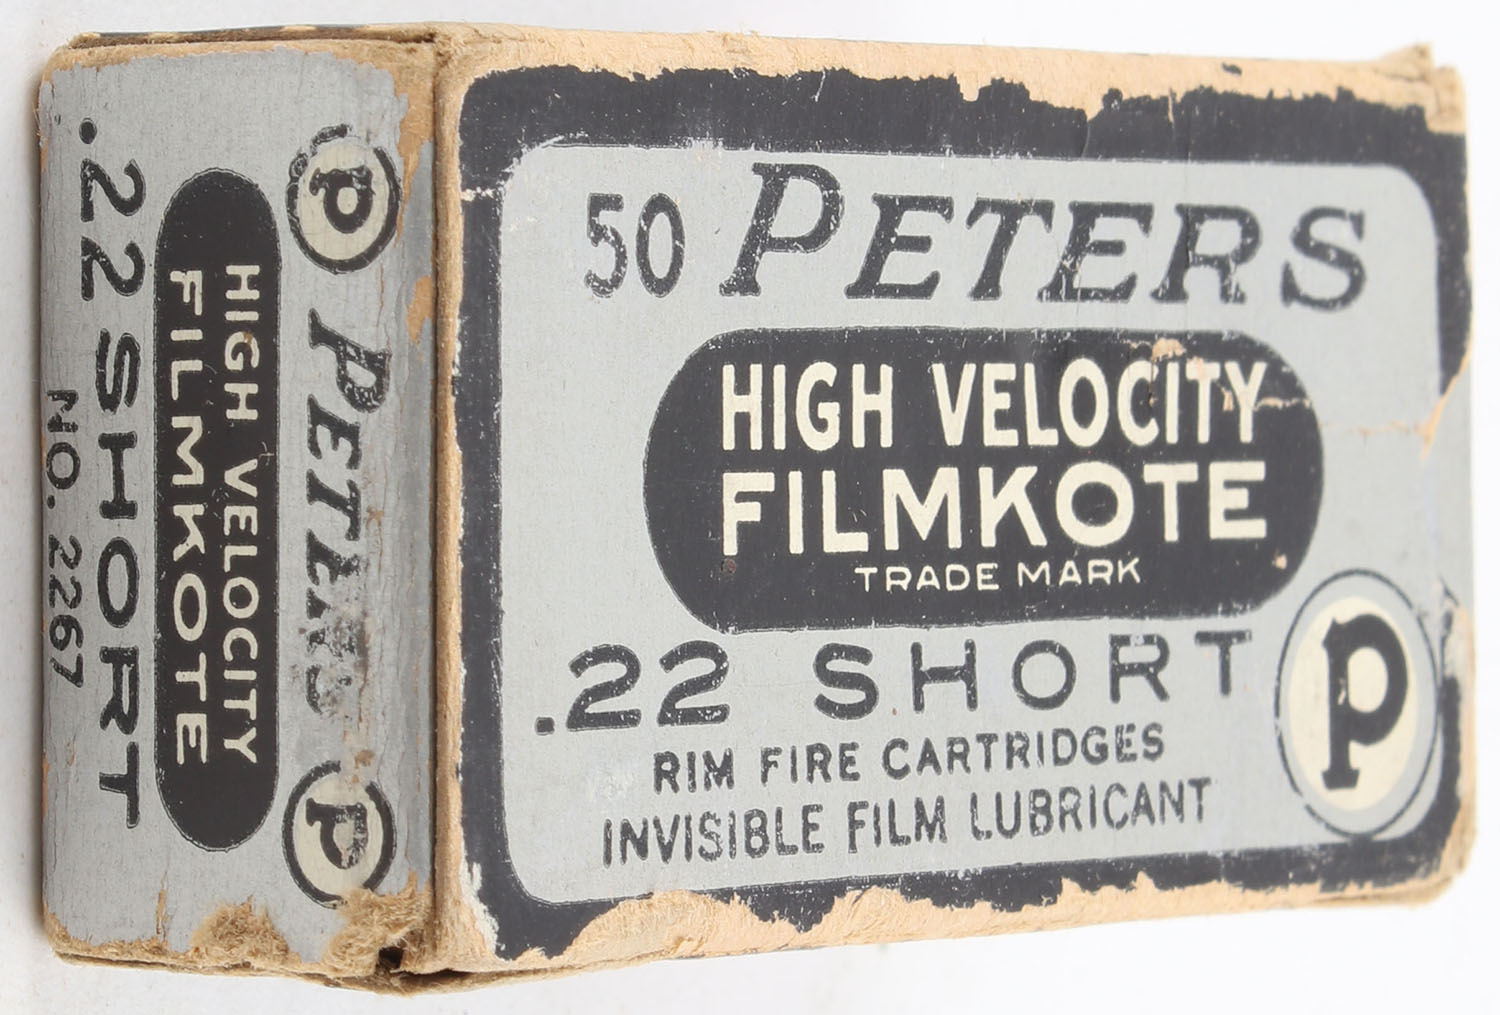 50 PETERS
HIGH VELOCITY
FILMKOTE
TRADE MARK
.22 SHORT
RIM FIRE CARTRIDGES
INVISIBLE FILM LUBRICANT
P
P PETERS P
HIGH VELOCITY
FILMKOTE
.22 SHORT
NO. 2267